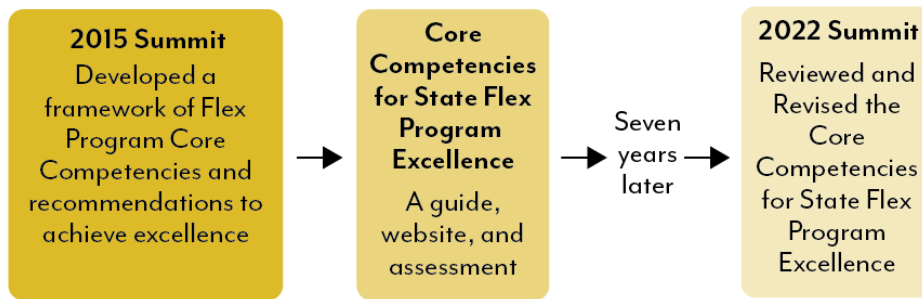 2015 Summit
Developed a
framework of Flex
Program Core
Competencies and
recommendations to
achieve excellence
Core
Competencies
for State Flex
Program
Excellence
A guide,
website, and
assessment
Seven
years
later
2022 Summit
Reviewed and
Revised the
Core
Competencies
for State Flex
Program
Excellence